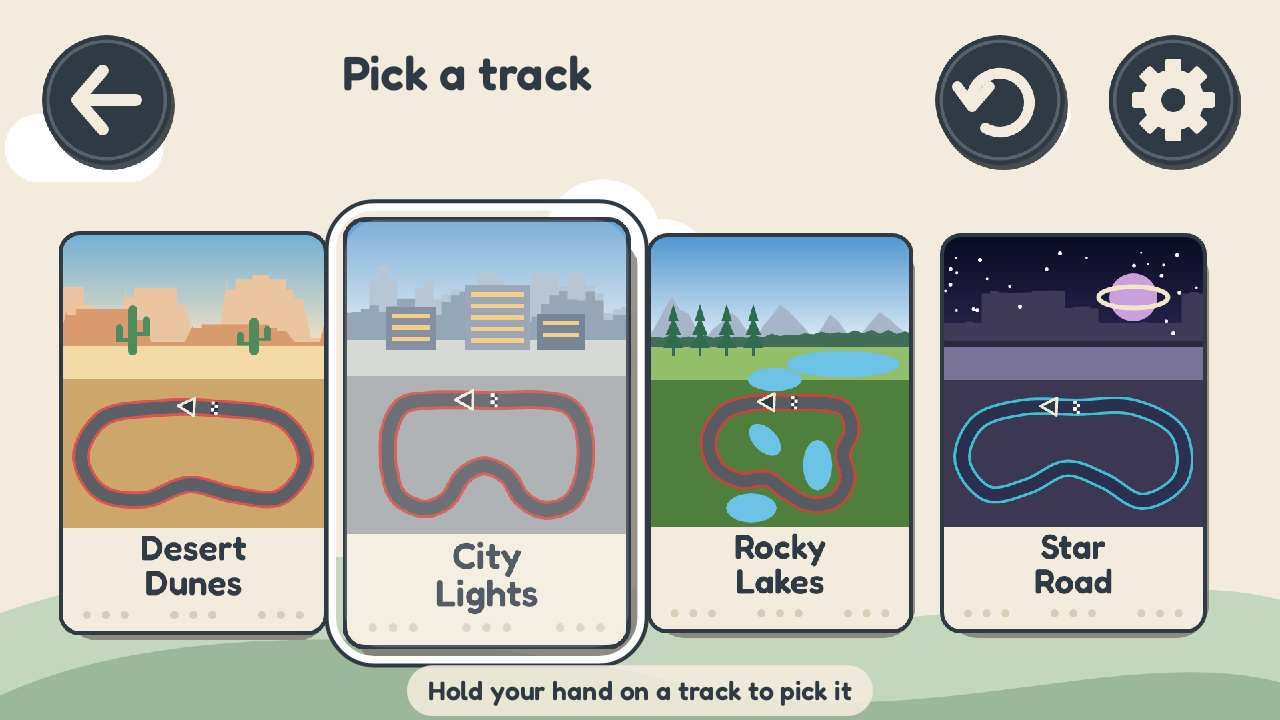 Pick a track
Desert
Dunes
City
Lights
Rocky
Lakes
Star
Road
Hold your hand on a track to pick it